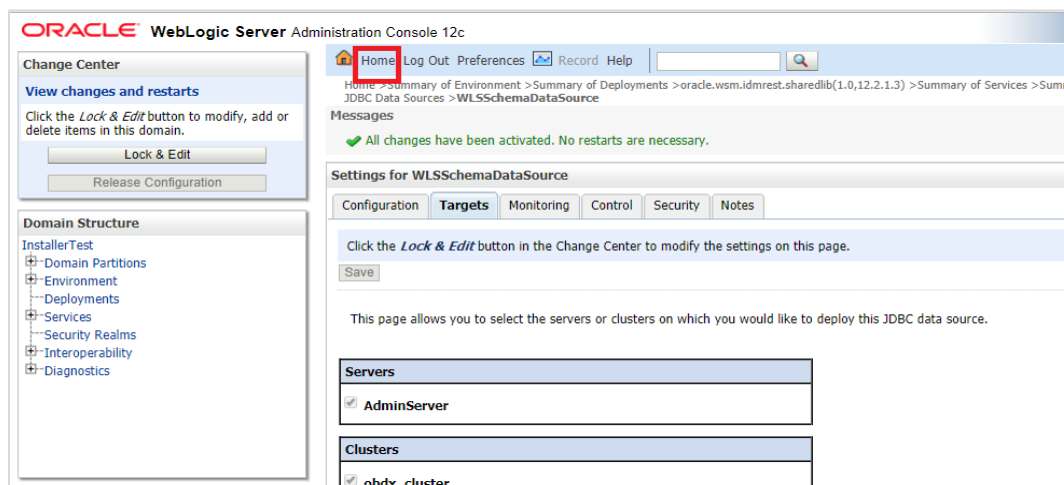 ORACLE WebLogic Server Administration Console 12c
Change Center
View changes and restarts
Click the Lock & Edit button to modify, add or
delete items in this domain.
Lock & Edit
Release Configuration
Domain Structure
InstallerTest
Domain Partitions
Environment
Deployments
Services
Security Realms
Interoperability
Diagnostics
Home Log Out Preferences Record Help
Home >Summary of Environment >Summary of Deployments >oracle.wsm.idmrest.sharedlib(1.0,12.2.1.3) >Summary of Services >Sum
JDBC Data Sources >WLSSchemaDataSource
Messages
All changes have been activated. No restarts are necessary.
Settings for WLSSchemaDataSource
Configuration Targets Monitoring Control Security Notes
Click the Lock & Edit button in the Change Center to modify the settings on this page.
Save
This page allows you to select the servers or clusters on which you would like to deploy this JDBC data source.
Servers
AdminServer
Clusters
obdx_cluster